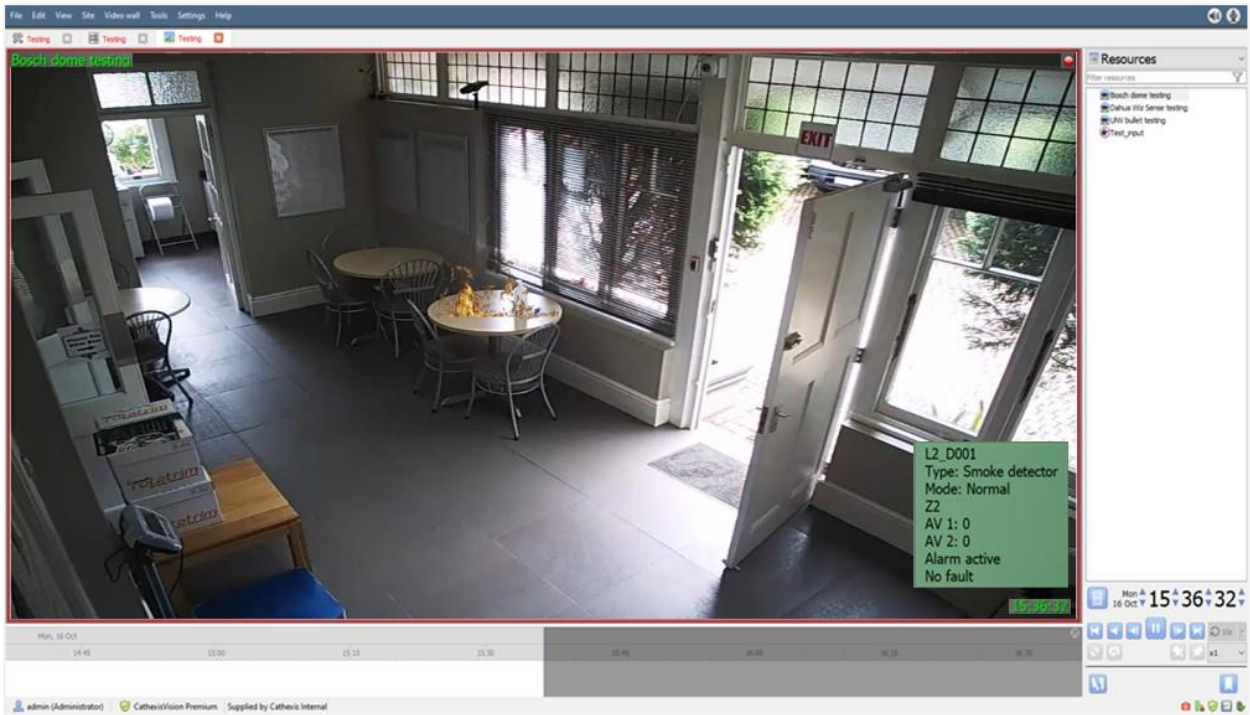 File Edit View Site Video wall Tools Settings Help
Testing Testing Testing
Bosch dome testing
EXIT
rotatrim
rotatrim
rotatrim
L2_D001
Type: Smoke detector
Mode: Normal
Z2
AV 1: 0
AV 2: 0
Alarm active
No fault
15:36:32
Resources
Filter resources
Bosch dome testing
Dahua Wiz Sense testing
UNV bullet testing
Test_input
Mon
16 Oct 15 36 32
10s
x1
Mon, 16 Oct
14:45 15:00 15:15 15:30 15:45 16:00 16:15 16:30
admin (Administrator) CathexisVision Premium Supplied by Cathexis Internal